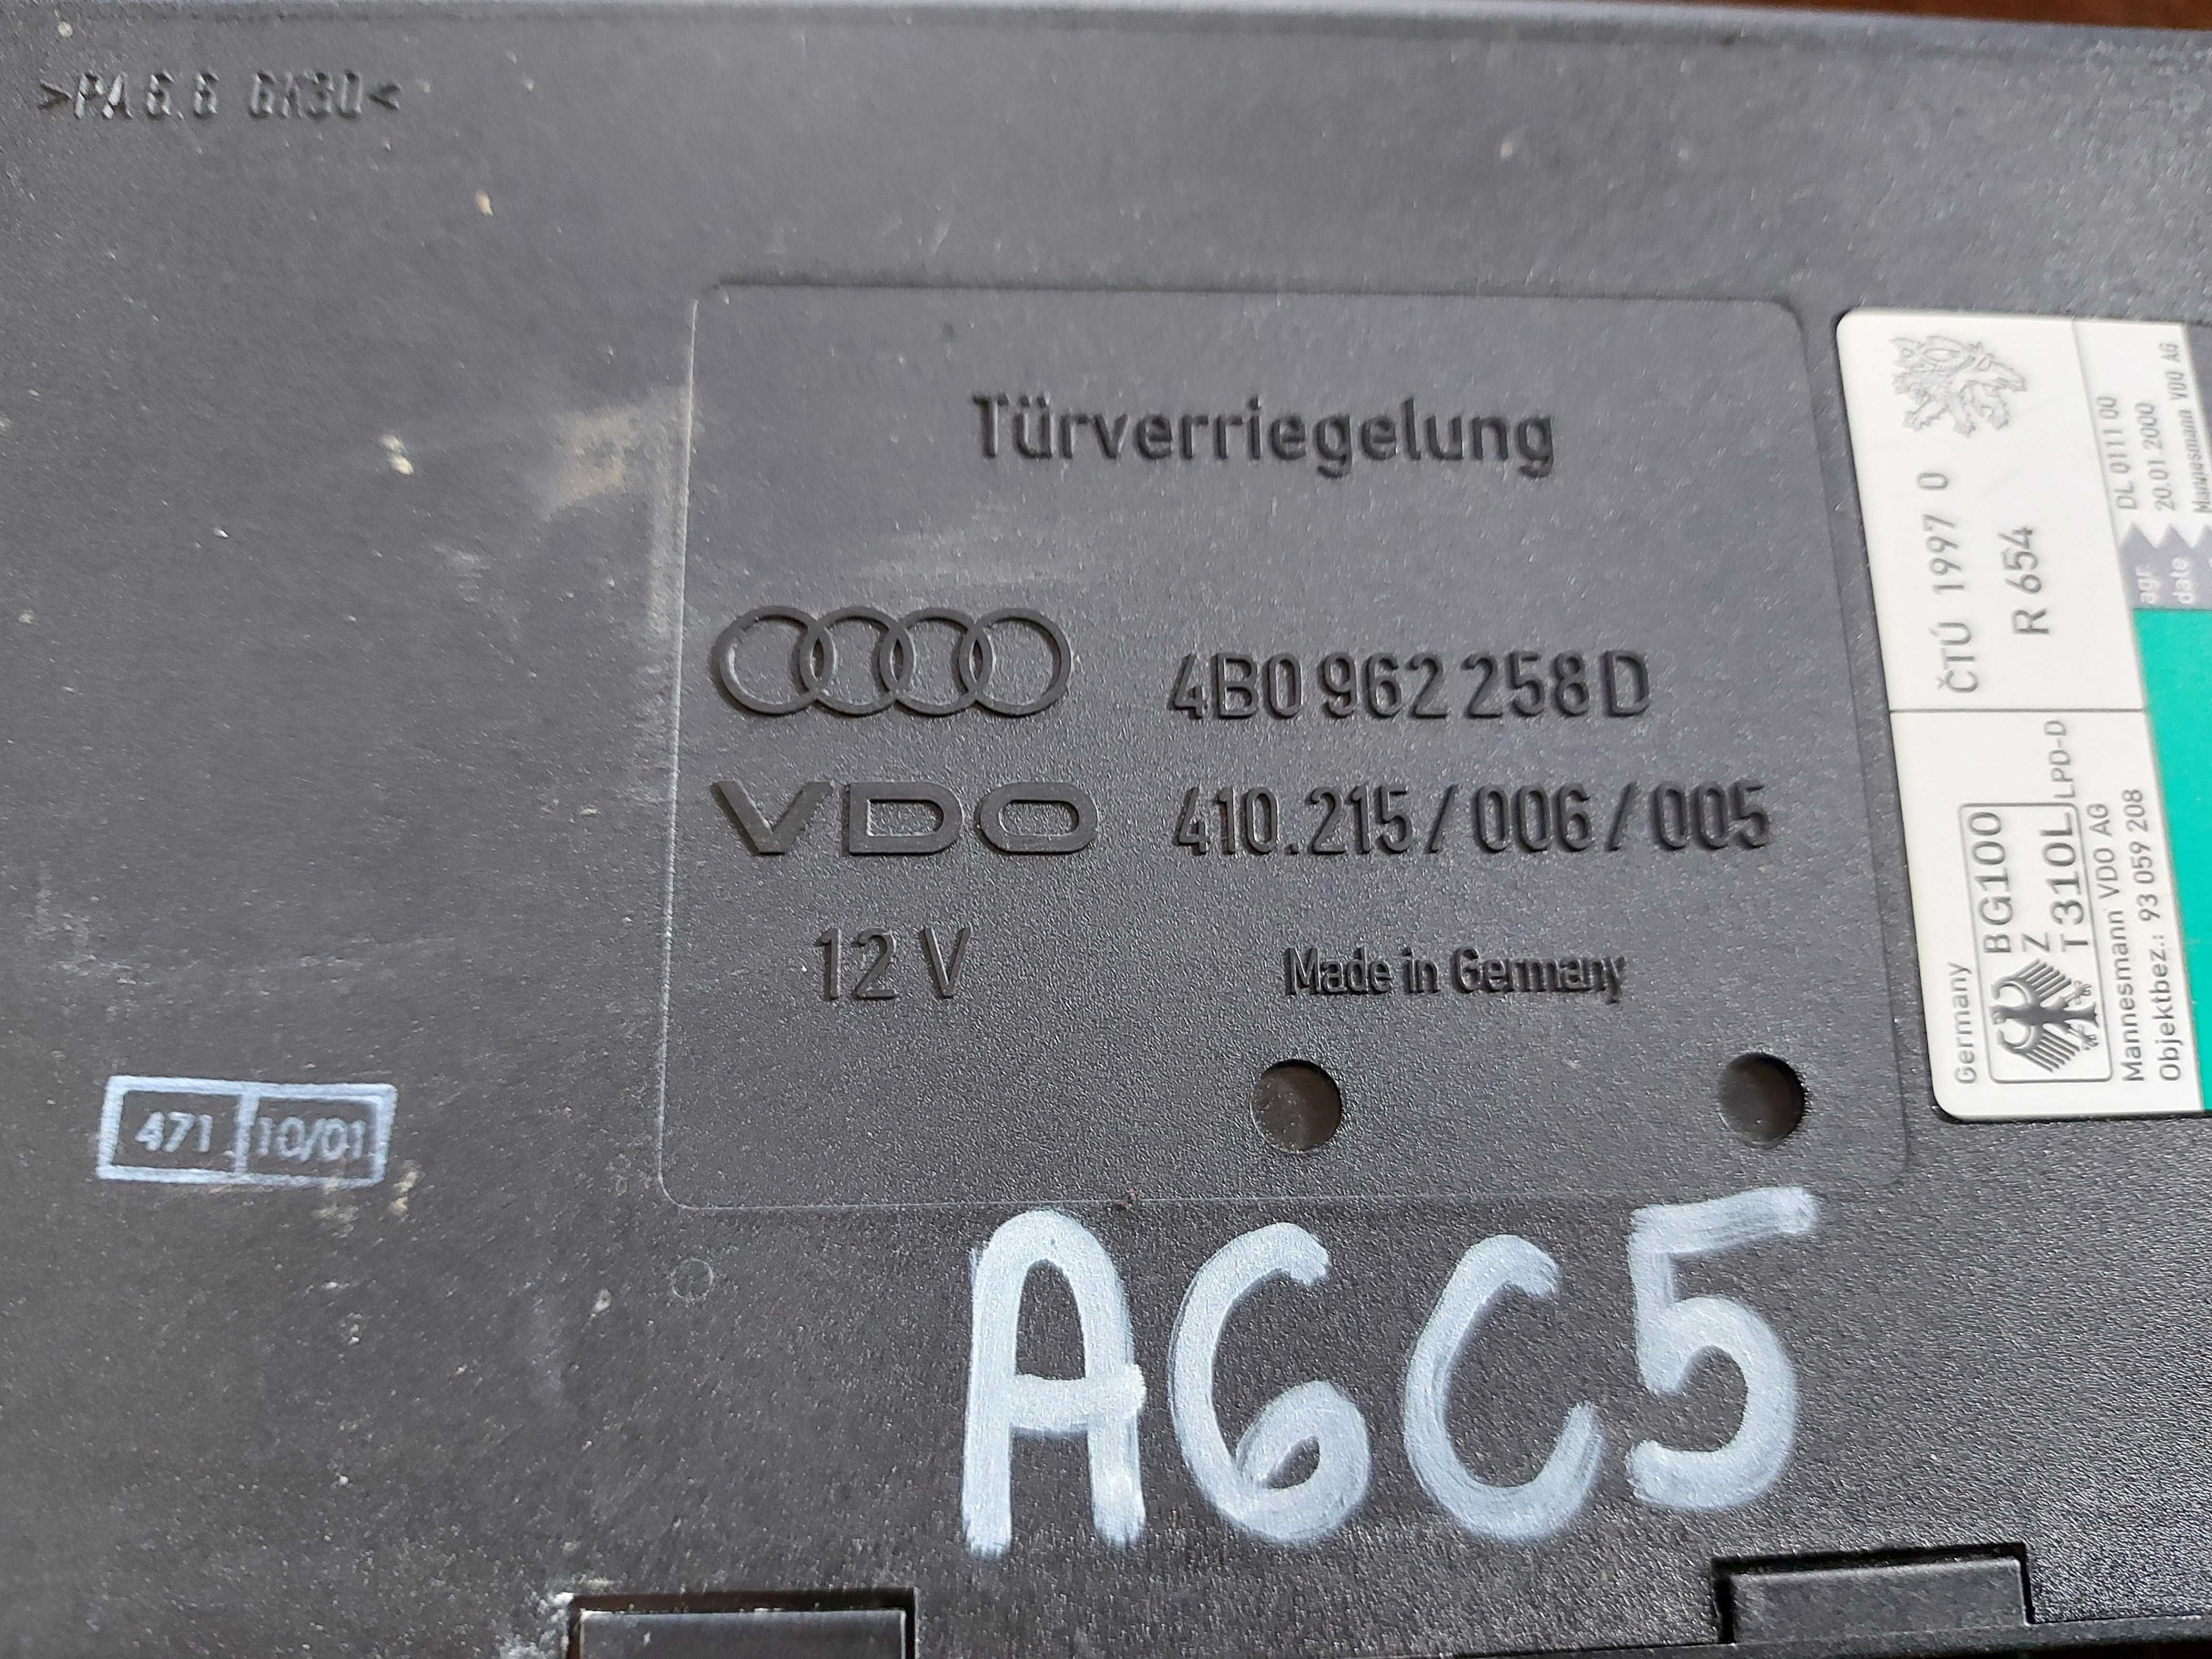 >PA 6.6 GK30<
Türverriegelung
4B0 962 258 D
VDO 410.215/006/005
12 V Made in Germany
471 10/01
A6C5
ČTÚ 1997 0
R 654
agr. DL 0111 00
date 20.01.2000
Mannesmann VDO AG
Germany
BG100
Z
T310L LPD-D
Mannesmann VDO AG
Objektbez.: 93 059 208